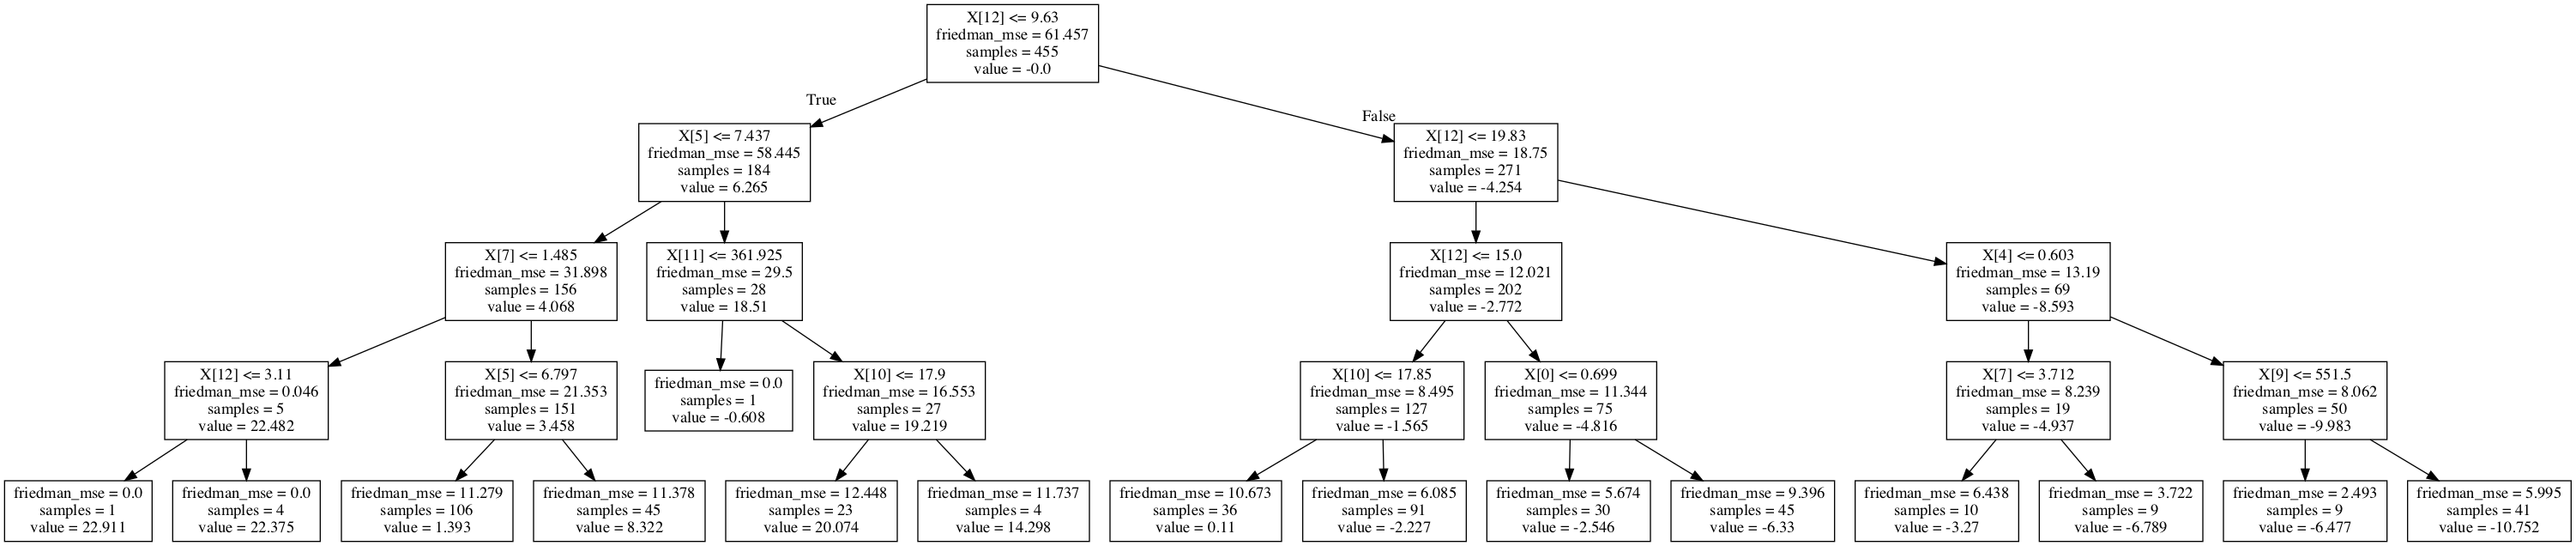 X[12] <= 9.63
friedman_mse = 61.457
samples = 455
value = -0.0
True
False
X[5] <= 7.437
friedman_mse = 58.445
samples = 184
value = 6.265
X[12] <= 19.83
friedman_mse = 18.75
samples = 271
value = -4.254
X[7] <= 1.485
friedman_mse = 31.898
samples = 156
value = 4.068
X[11] <= 361.925
friedman_mse = 29.5
samples = 28
value = 18.51
X[12] <= 15.0
friedman_mse = 12.021
samples = 202
value = -2.772
X[4] <= 0.603
friedman_mse = 13.19
samples = 69
value = -8.593
X[12] <= 3.11
friedman_mse = 0.046
samples = 5
value = 22.482
X[5] <= 6.797
friedman_mse = 21.353
samples = 151
value = 3.458
friedman_mse = 0.0
samples = 1
value = -0.608
X[10] <= 17.9
friedman_mse = 16.553
samples = 27
value = 19.219
X[10] <= 17.85
friedman_mse = 8.495
samples = 127
value = -1.565
X[0] <= 0.699
friedman_mse = 11.344
samples = 75
value = -4.816
X[7] <= 3.712
friedman_mse = 8.239
samples = 19
value = -4.937
X[9] <= 551.5
friedman_mse = 8.062
samples = 50
value = -9.983
friedman_mse = 0.0
samples = 1
value = 22.911
friedman_mse = 0.0
samples = 4
value = 22.375
friedman_mse = 11.279
samples = 106
value = 1.393
friedman_mse = 11.378
samples = 45
value = 8.322
friedman_mse = 12.448
samples = 23
value = 20.074
friedman_mse = 11.737
samples = 4
value = 14.298
friedman_mse = 10.673
samples = 36
value = 0.11
friedman_mse = 6.085
samples = 91
value = -2.227
friedman_mse = 5.674
samples = 30
value = -2.546
friedman_mse = 9.396
samples = 45
value = -6.33
friedman_mse = 6.438
samples = 10
value = -3.27
friedman_mse = 3.722
samples = 9
value = -6.789
friedman_mse = 2.493
samples = 9
value = -6.477
friedman_mse = 5.995
samples = 41
value = -10.752